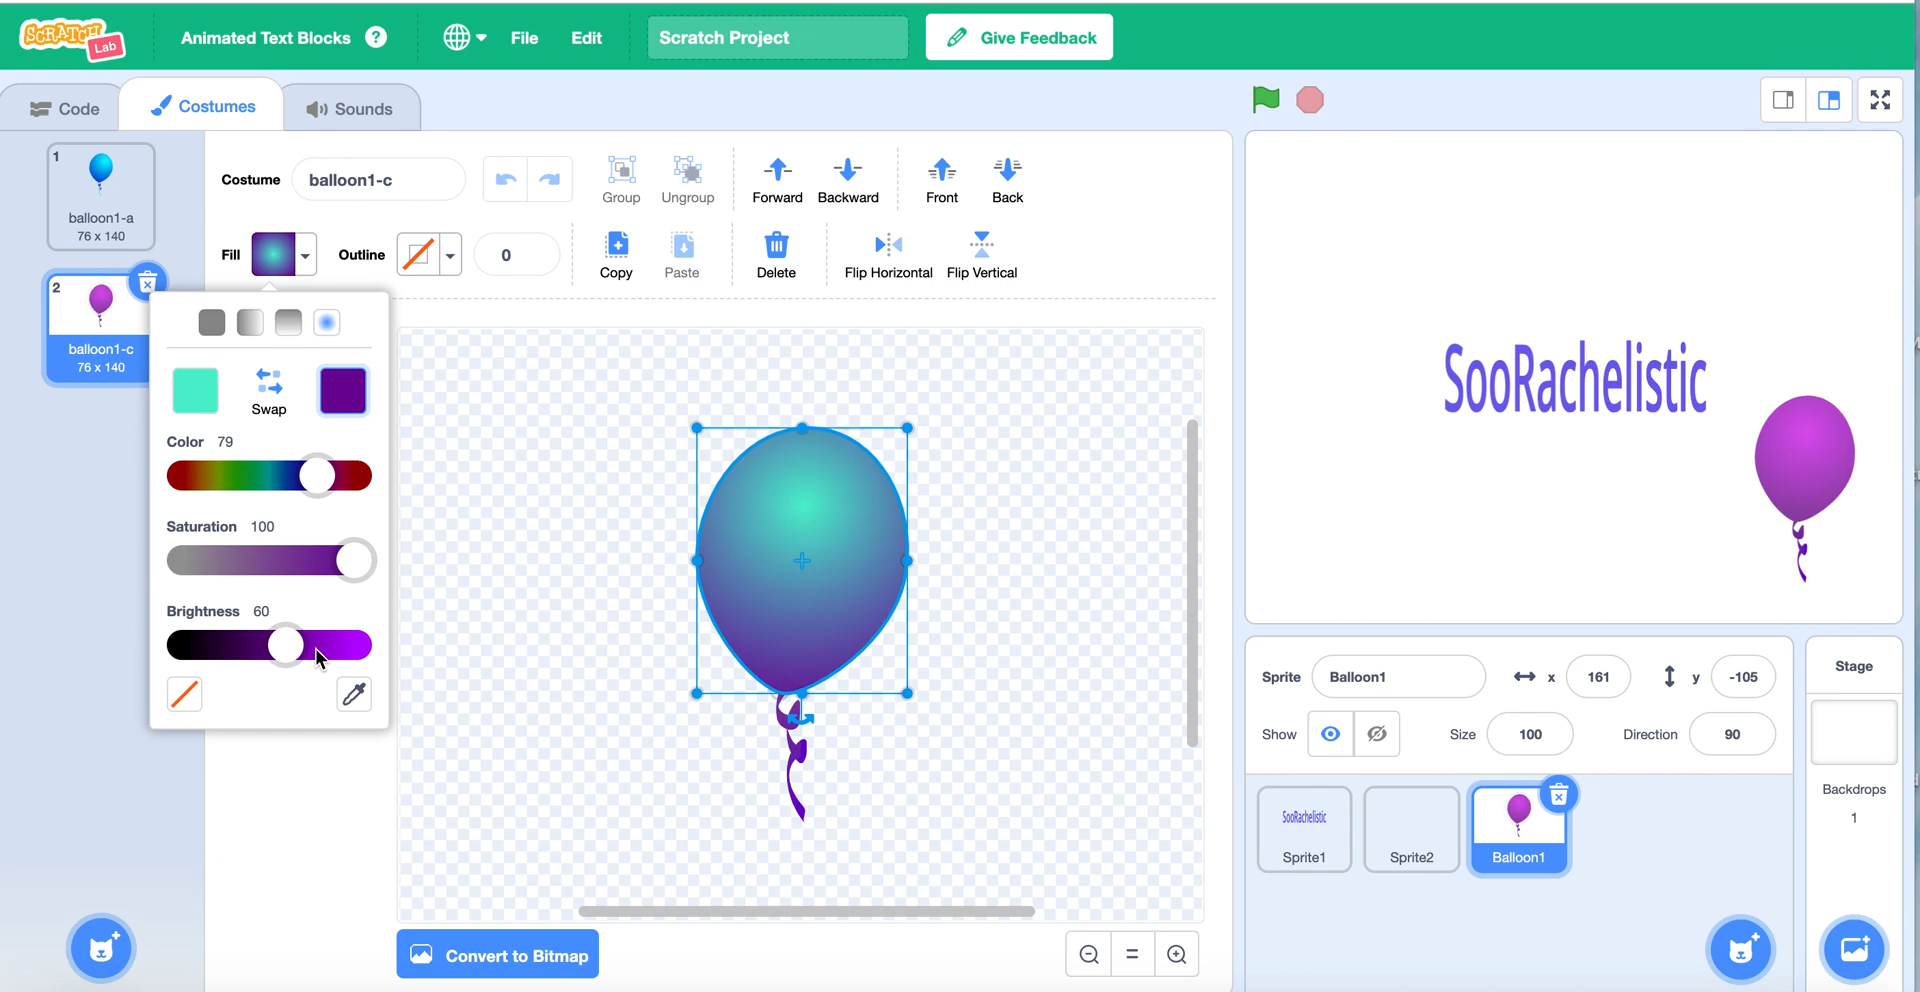 SCRATCH
Lab
Animated Text Blocks ?
File
Edit
Scratch Project
Give Feedback
Code
Costumes
Sounds
1
balloon1-a
76 x 140
2
balloon1-c
76 x 140
Costume
balloon1-c
Group
Ungroup
Forward
Backward
Front
Back
Fill
Outline
0
Copy
Paste
Delete
Flip Horizontal
Flip Vertical
Swap
Color 79
Saturation 100
Brightness 60
Convert to Bitmap
SooRachelistic
Sprite
Balloon1
x
161
y
-105
Show
Size
100
Direction
90
SooRachelistic
Sprite1
Sprite2
Balloon1
Stage
Backdrops
1